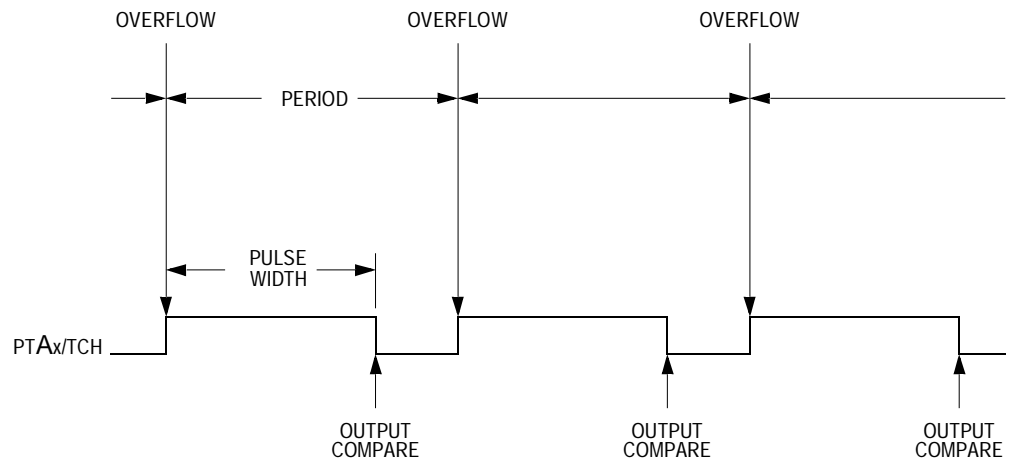 OVERFLOW
OVERFLOW
OVERFLOW
PERIOD
PULSE
WIDTH
PTAx/TCH
OUTPUT
COMPARE
OUTPUT
COMPARE
OUTPUT
COMPARE